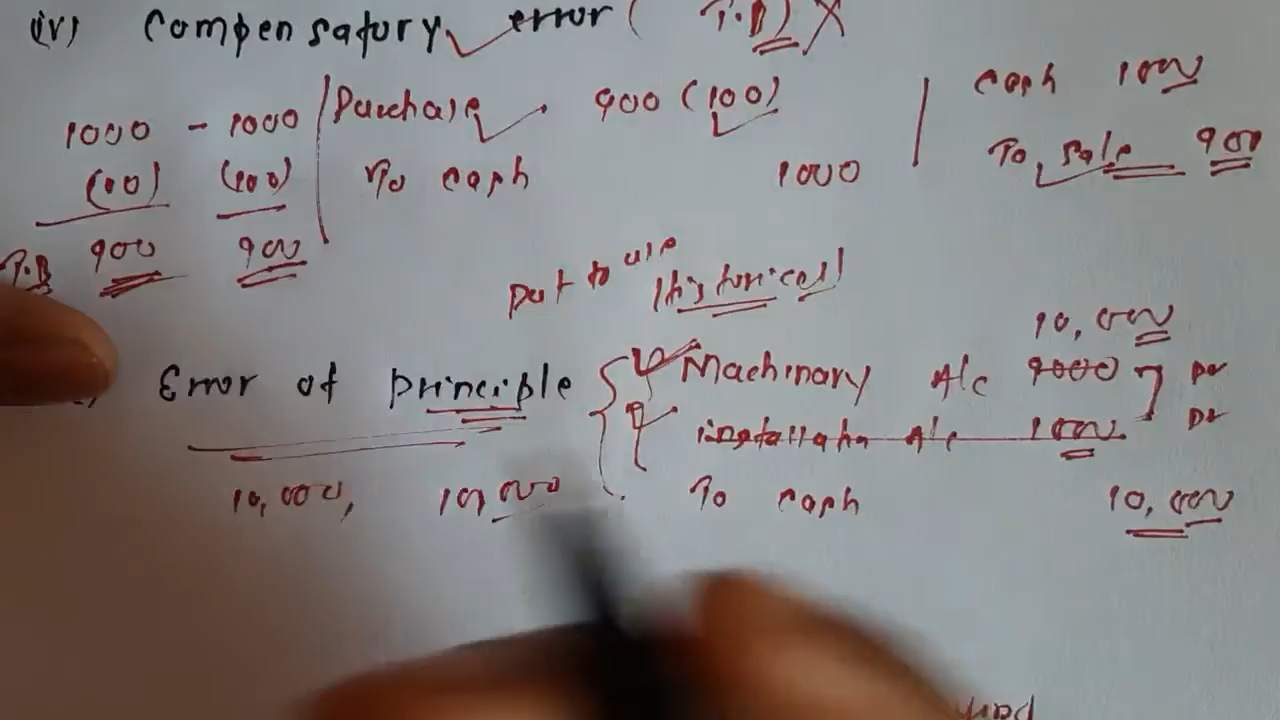 (iv) Compensatory error ( T.B) X
1000 - 1000
(100) (100)
T.B 900 900
Purchase 900 (100)
To cash 1000
cash 1000
To sale 900
put to use
Historical
Error of principle
10,000, 10,000
10,000
Machinary A/c 9000 Dr
installation A/c 1000 Dr
To cash 10,000